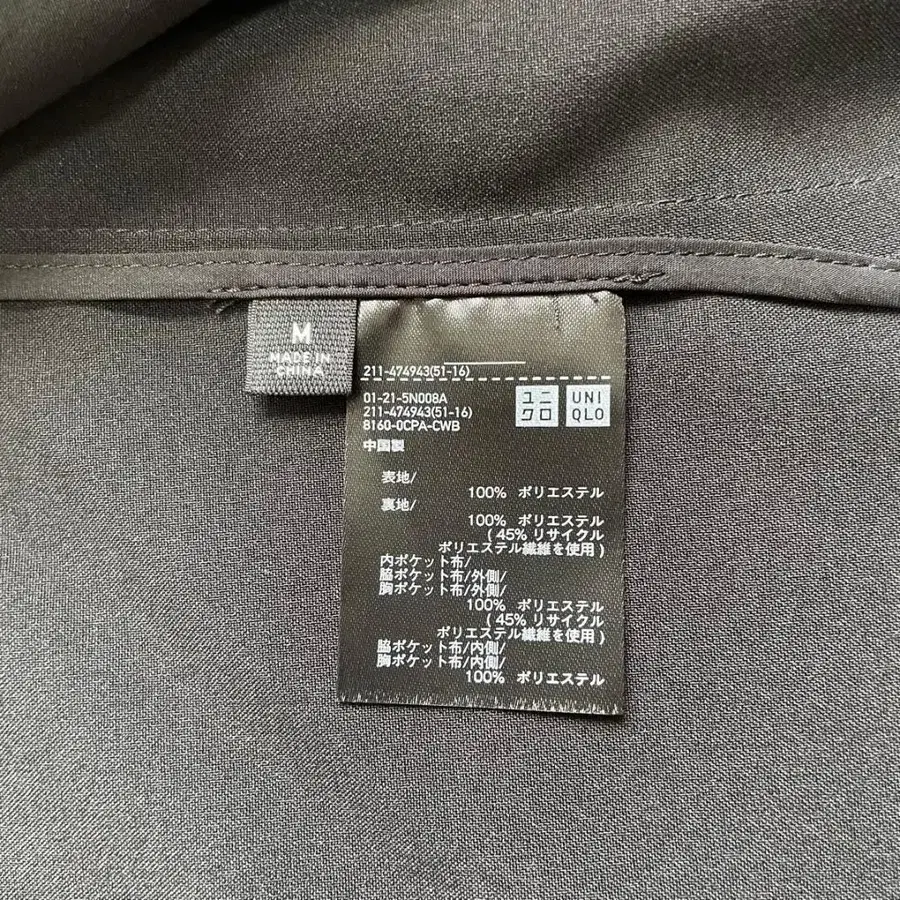 M
MADE IN
CHINA
211-474943(51-16)
01-21-5N008A
211-474943(51-16)
8160-0CPA-CWB
ユニ
クロ
UNI
QLO
中国製
表地/
100% ポリエステル
裏地/
100% ポリエステル
( 45% リサイクル
ポリエステル繊維を使用 )
内ポケット布/
脇ポケット布/外側/
胸ポケット布/外側/
100% ポリエステル
( 45% リサイクル
ポリエステル繊維を使用 )
脇ポケット布/内側/
胸ポケット布/内側/
100% ポリエステル